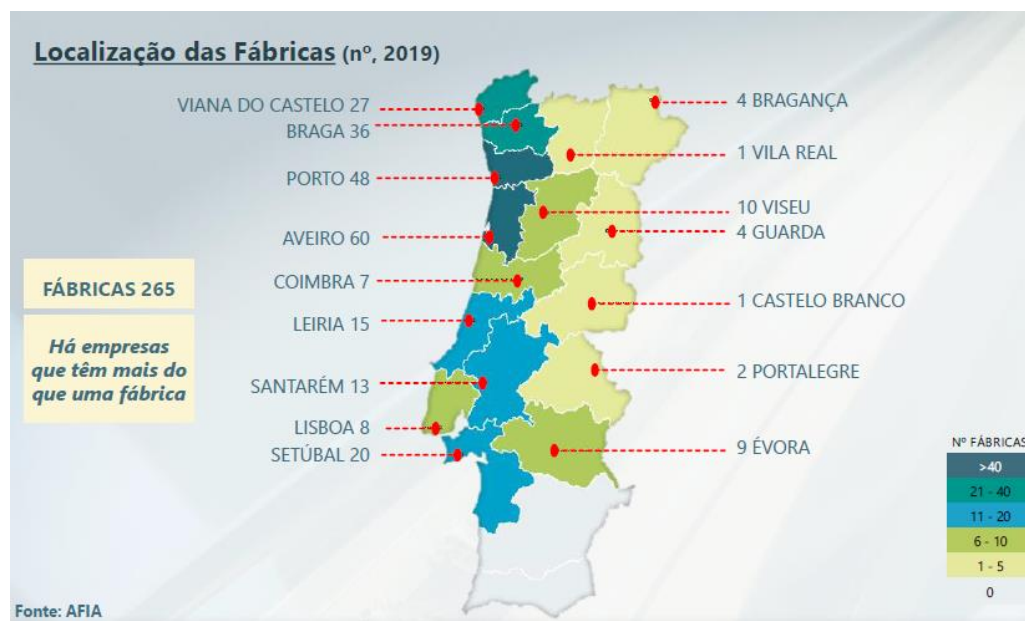 Localização das Fábricas (nº, 2019)
VIANA DO CASTELO 27
BRAGA 36
PORTO 48
AVEIRO 60
COIMBRA 7
LEIRIA 15
SANTARÉM 13
LISBOA 8
SETÚBAL 20
4 BRAGANÇA
1 VILA REAL
10 VISEU
4 GUARDA
1 CASTELO BRANCO
2 PORTALEGRE
9 ÉVORA
FÁBRICAS 265
Há empresas
que têm mais do
que uma fábrica
Nº FÁBRICAS
>40
21 - 40
11 - 20
6 - 10
1 - 5
0
Fonte: AFIA